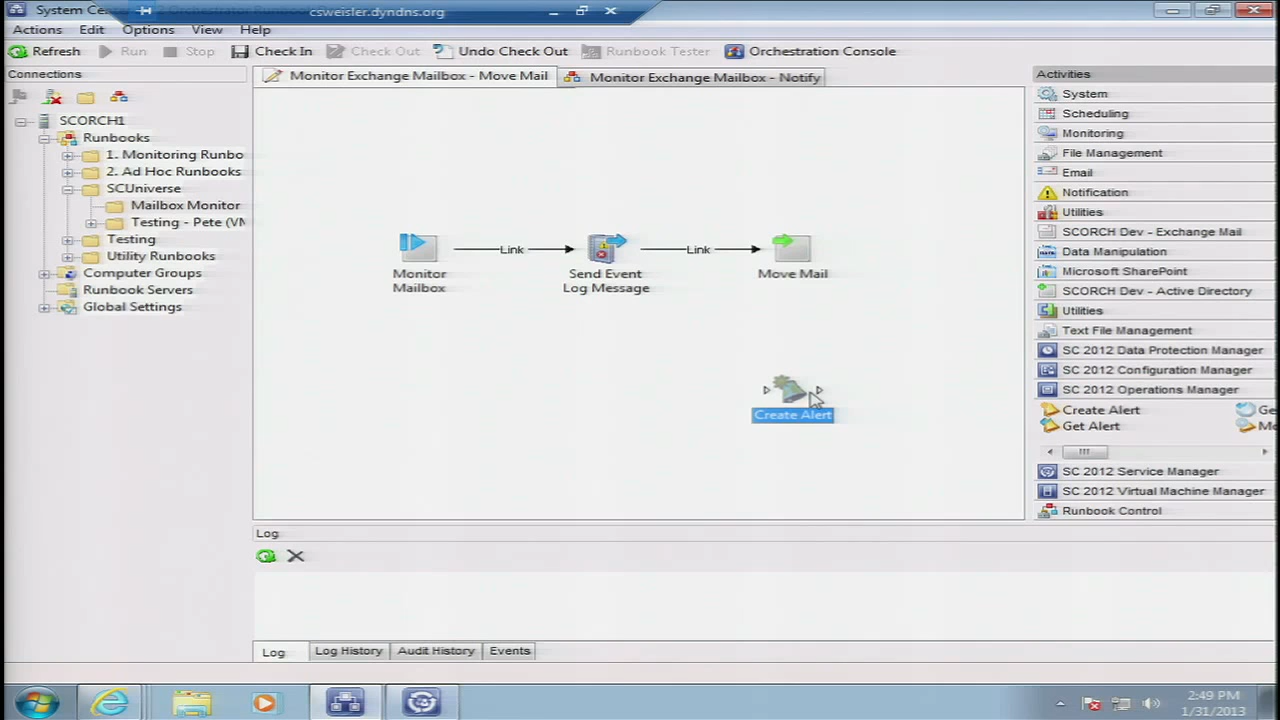 System Cente
2 Orchestrator Runboo
csweisler.dyndns.org
Actions Edit Options View Help
Refresh Run Stop Check In Check Out Undo Check Out Runbook Tester Orchestration Console
Connections
Monitor Exchange Mailbox - Move Mail
Monitor Exchange Mailbox - Notify
Activities
SCORCH1
Runbooks
1. Monitoring Runbo
2. Ad Hoc Runbooks
SCUniverse
Mailbox Monitor
Testing - Pete (VM
Testing
Utility Runbooks
Computer Groups
Runbook Servers
Global Settings
Link
Link
Monitor
Mailbox
Send Event
Log Message
Move Mail
Create Alert
System
Scheduling
Monitoring
File Management
Email
Notification
Utilities
SCORCH Dev - Exchange Mail
Data Manipulation
Microsoft SharePoint
SCORCH Dev - Active Directory
Utilities
Text File Management
SC 2012 Data Protection Manager
SC 2012 Configuration Manager
SC 2012 Operations Manager
Create Alert Ge
Get Alert Mo
SC 2012 Service Manager
SC 2012 Virtual Machine Manager
Runbook Control
Log
Log Log History Audit History Events
2:49 PM
1/31/2013